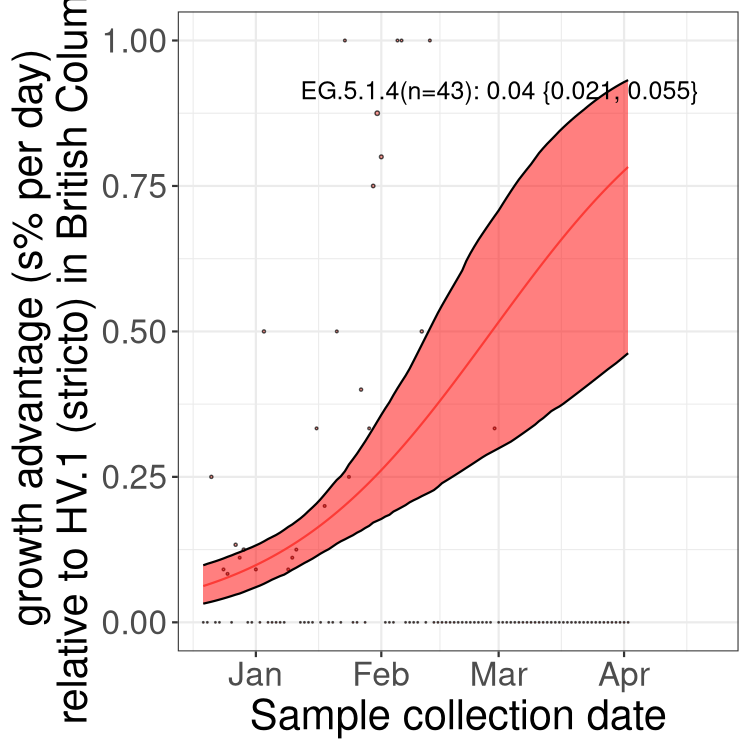 growth advantage (s% per day)
relative to HV.1 (stricto) in British Colum
1.00
0.75
0.50
0.25
0.00
EG.5.1.4(n=43): 0.04 {0.021, 0.055}
Jan Feb Mar Apr
Sample collection date